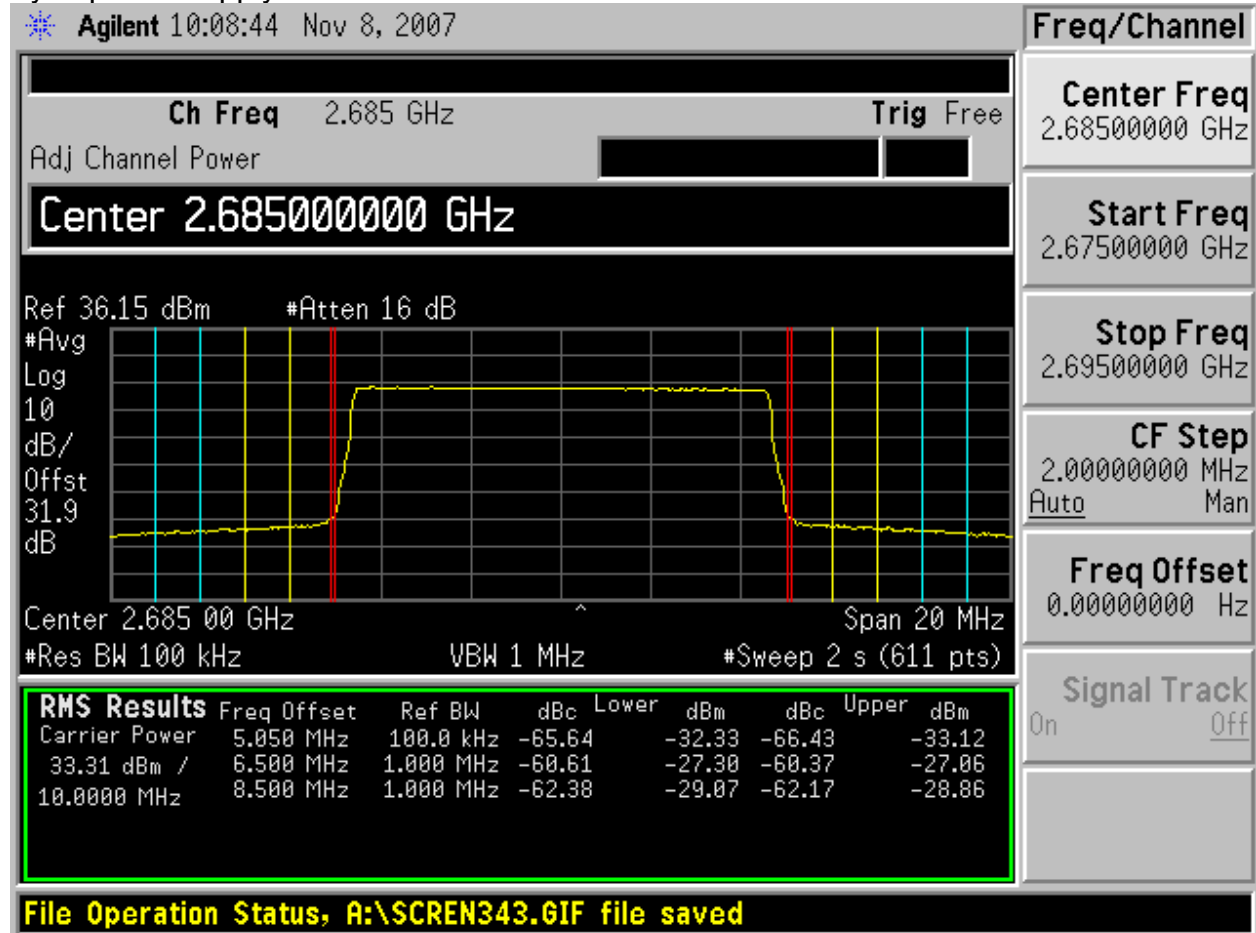 Agilent 10:08:44 Nov 8, 2007
Freq/Channel
Ch Freq 2.685 GHz Trig Free
Adj Channel Power
Center 2.685000000 GHz
Ref 36.15 dBm #Atten 16 dB
#Avg
Log
10
dB/
Offst
31.9
dB
Center 2.685 00 GHz ^ Span 20 MHz
#Res BW 100 kHz VBW 1 MHz #Sweep 2 s (611 pts)
RMS Results Freq Offset Ref BW dBc Lower dBm dBc Upper dBm
Carrier Power 5.050 MHz 100.0 kHz -65.64 -32.33 -66.43 -33.12
33.31 dBm / 6.500 MHz 1.000 MHz -60.61 -27.30 -60.37 -27.06
10.0000 MHz 8.500 MHz 1.000 MHz -62.38 -29.07 -62.17 -28.86
Center Freq
2.68500000 GHz
Start Freq
2.67500000 GHz
Stop Freq
2.69500000 GHz
CF Step
2.00000000 MHz
Auto Man
Freq Offset
0.00000000 Hz
Signal Track
On Off
File Operation Status, A:\SCREN343.GIF file saved